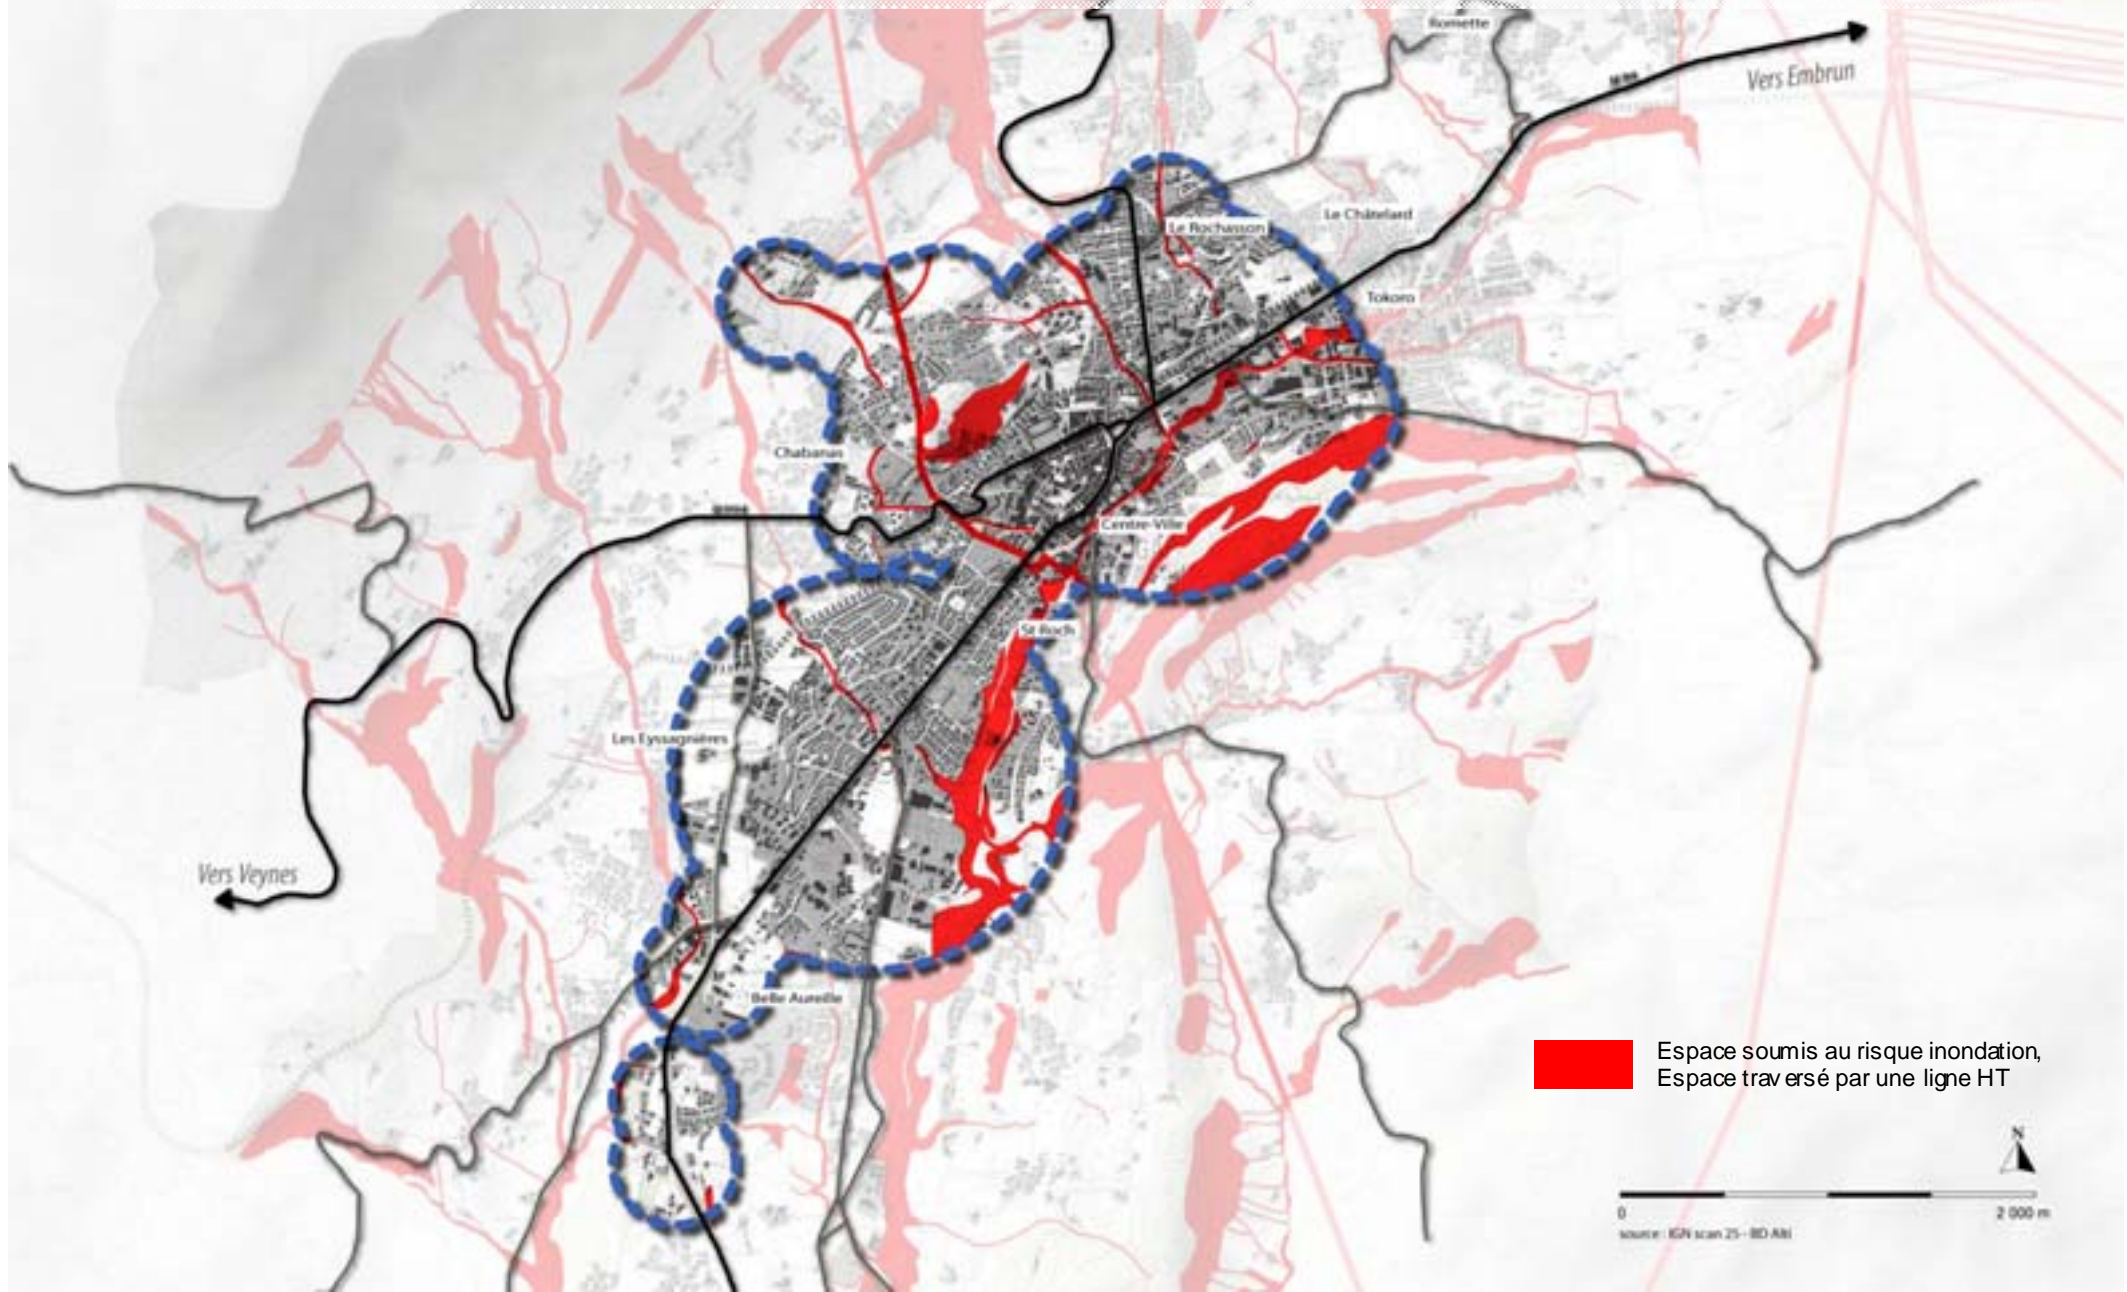 Romette
Vers Embrun
Le Châtelard
Le Rochasson
Tokoro
Chabanas
Centre-Ville
St Roch
Les Eyssagnières
Vers Veynes
Belle Aureille
Espace soumis au risque inondation,
Espace traversé par une ligne HT
N
0
2 000 m
source : IGN scan 25 - BD Alti